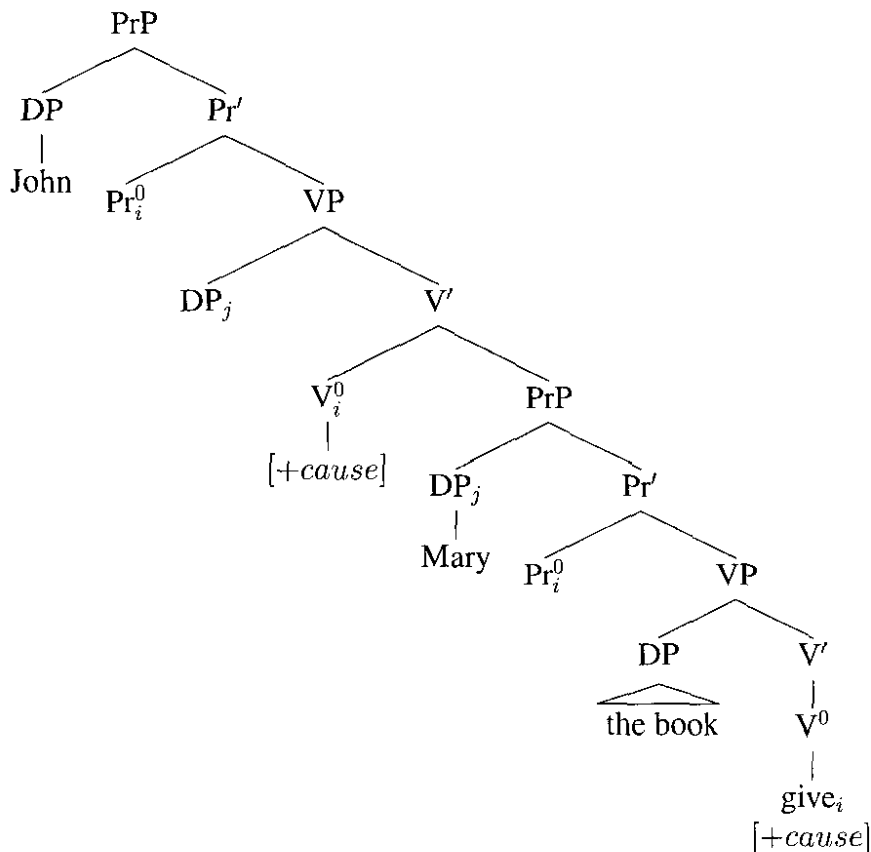 PrP
DP Pr′
John Pr⁰ᵢ VP
DPⱼ V′
V⁰ᵢ PrP
[+cause] DPⱼ Pr′
Mary Pr⁰ᵢ VP
DP V′
the book V⁰
giveᵢ
[+cause]